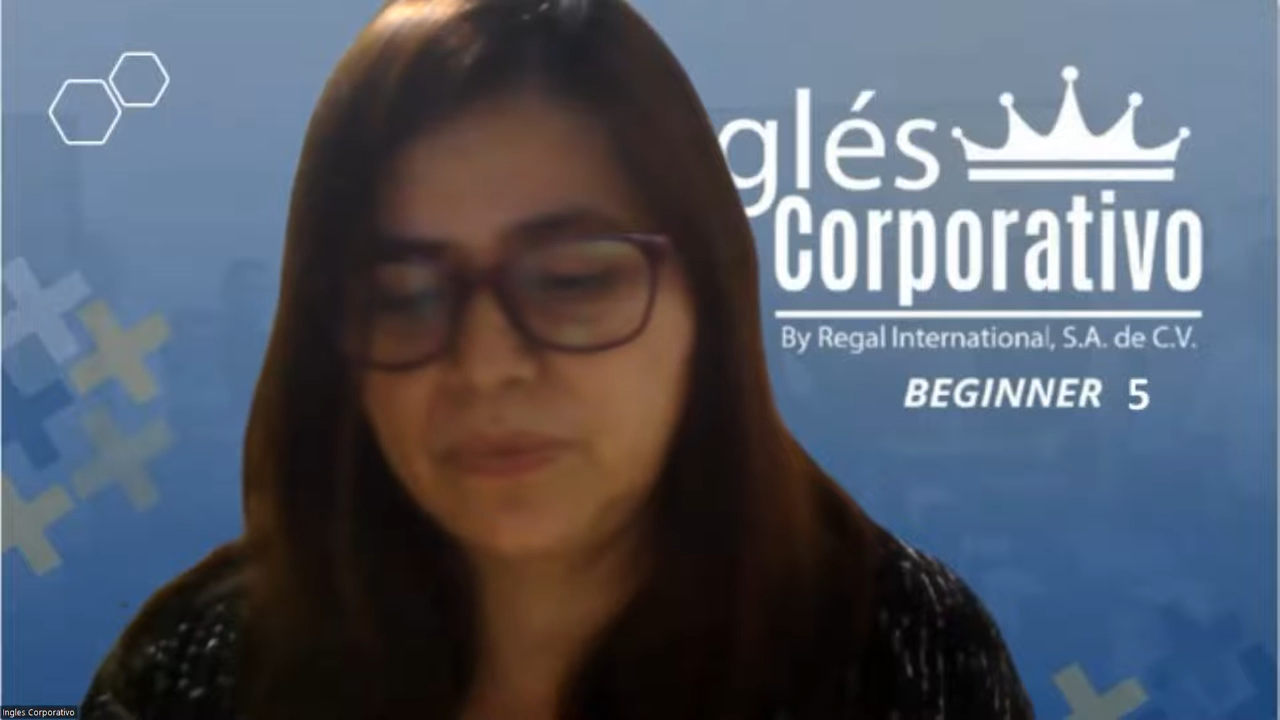 glés
Corporativo
By Regal International, S.A. de C.V.
BEGINNER 5
Ingles Corporativo